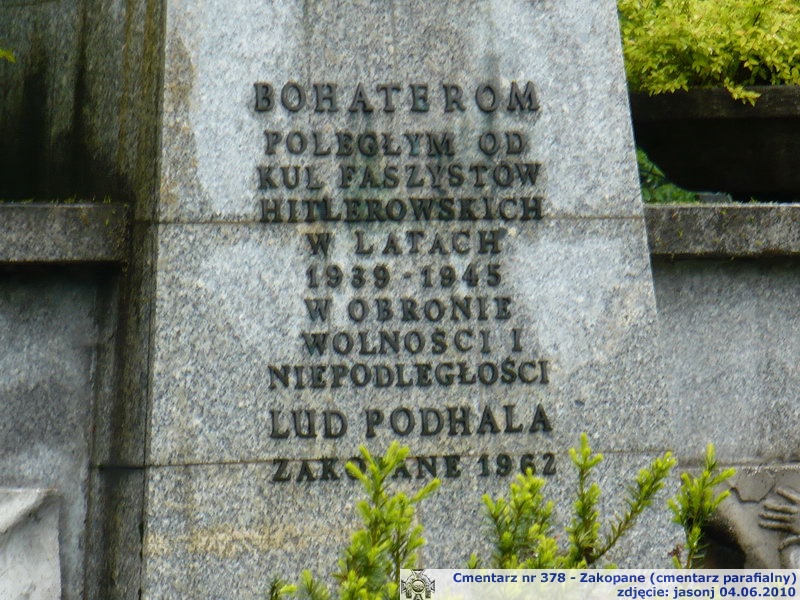 BOHATEROM
POLEGŁYM OD
KUL FASZYSTÓW
HITLEROWSKICH
W LATACH
1939-1945
W OBRONIE
WOLNOŚCI I
NIEPODLEGŁOŚCI
LUD PODHALA
ZAKOPANE 1962
Cmentarz nr 378 - Zakopane (cmentarz parafialny)
zdjęcie: jasonj 04.06.2010